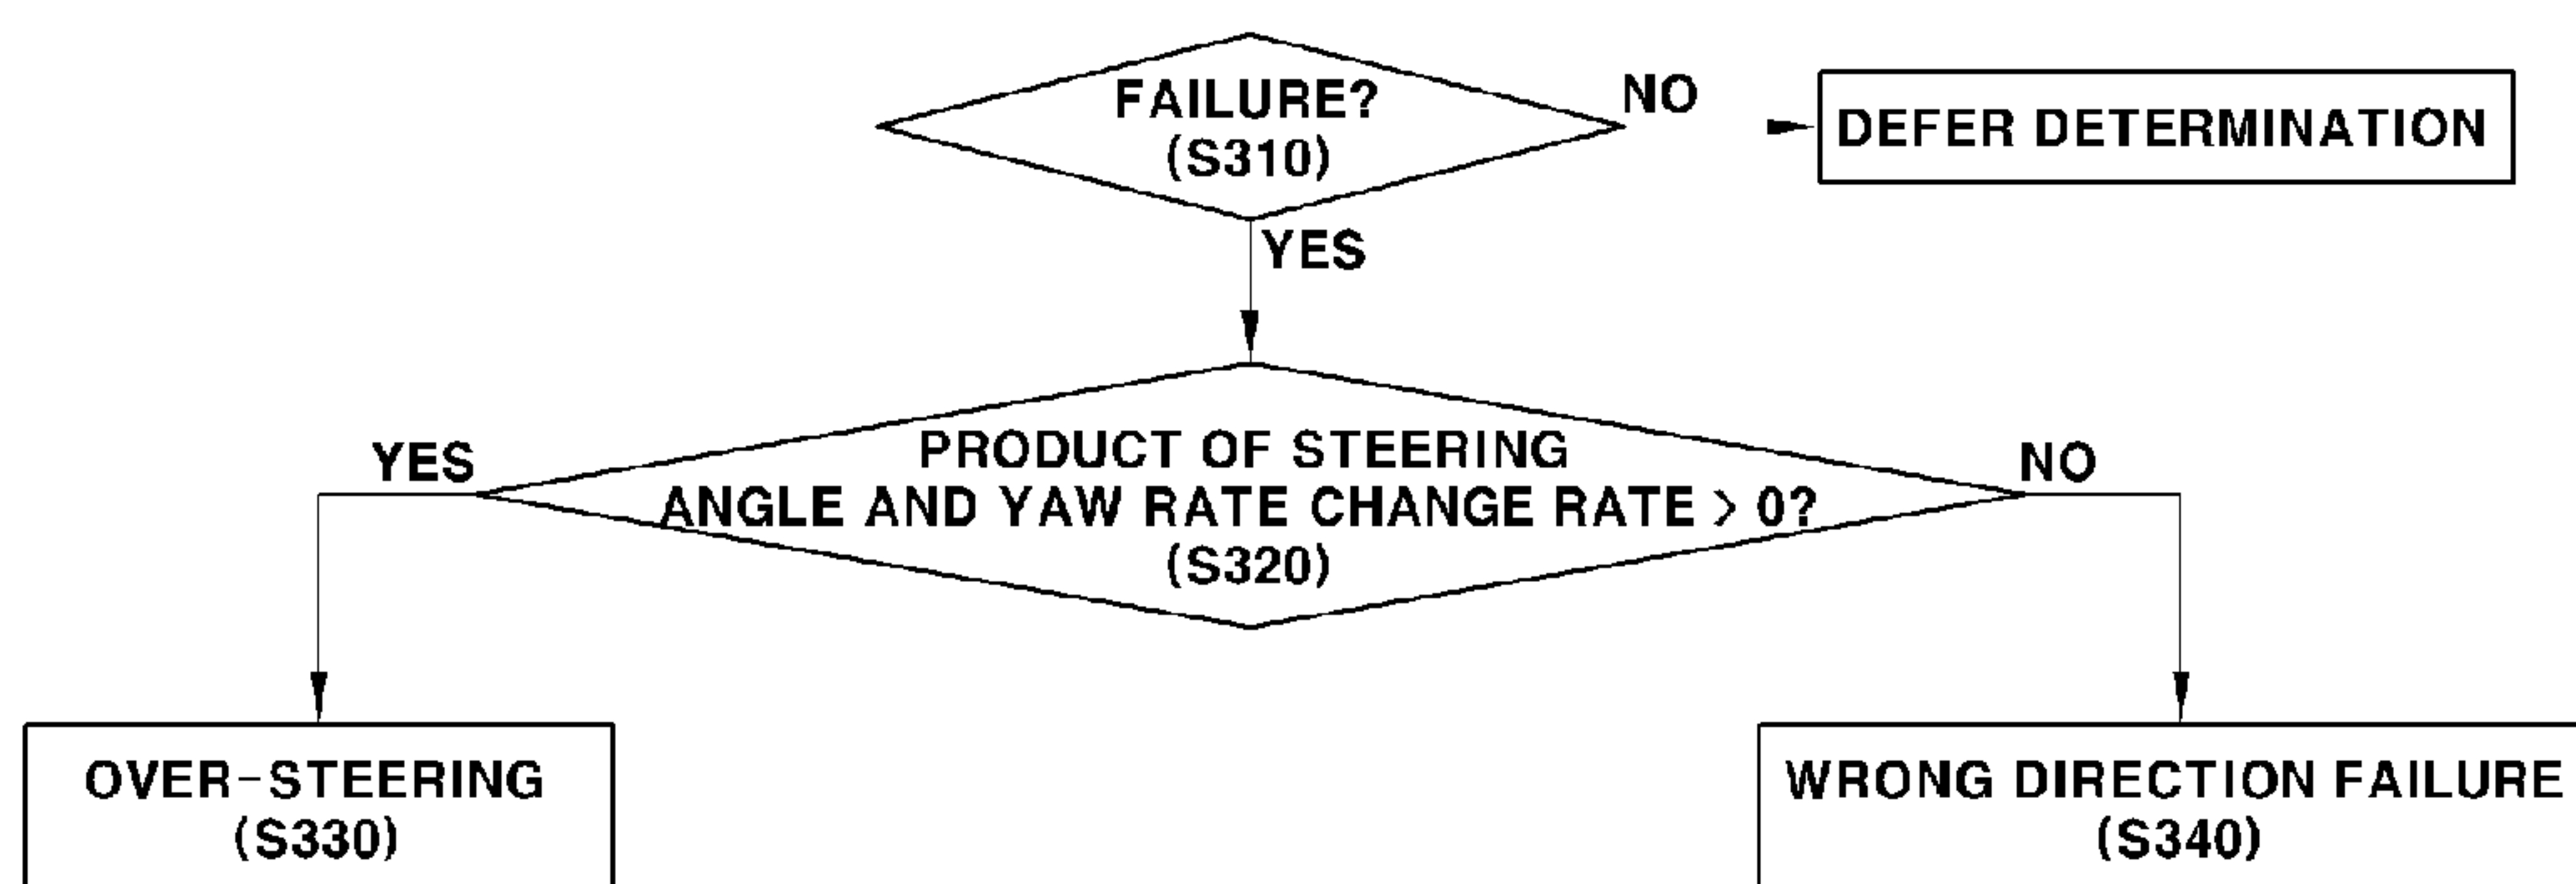 FAILURE?
(S310)
NO
DEFER DETERMINATION
YES
YES
PRODUCT OF STEERING
ANGLE AND YAW RATE CHANGE RATE > 0?
(S320)
NO
OVER-STEERING
(S330)
WRONG DIRECTION FAILURE
(S340)